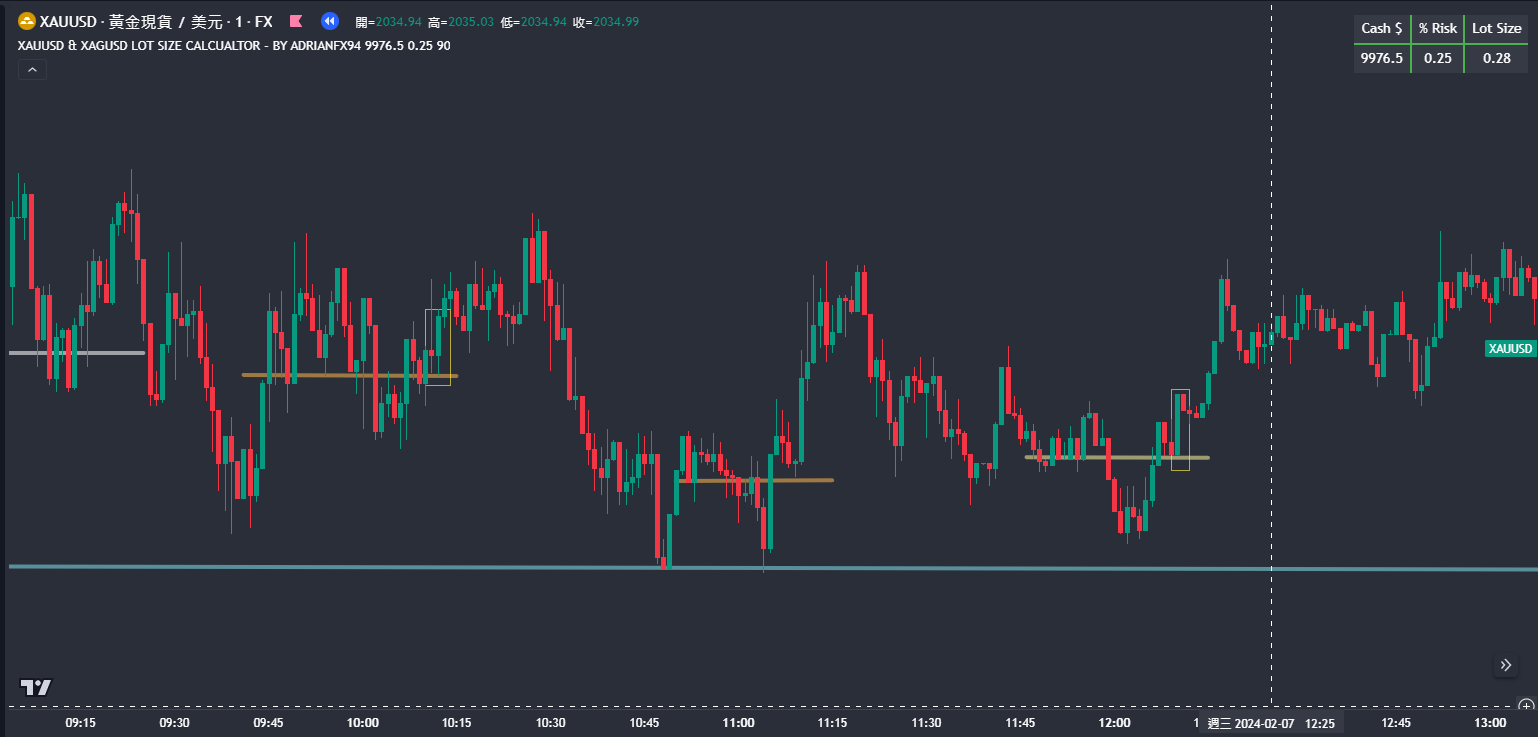 XAUUSD · 黃金現貨 / 美元 · 1 · FX 開=2034.94 高=2035.03 低=2034.94 收=2034.99
XAUUSD & XAGUSD LOT SIZE CALCUALTOR - BY ADRIANFX94 9976.5 0.25 90
Cash $ % Risk Lot Size
9976.5 0.25 0.28
XAUUSD
09:15 09:30 09:45 10:00 10:15 10:30 10:45 11:00 11:15 11:30 11:45 12:00 1 週三 2024-02-07 12:25 12:45 13:00